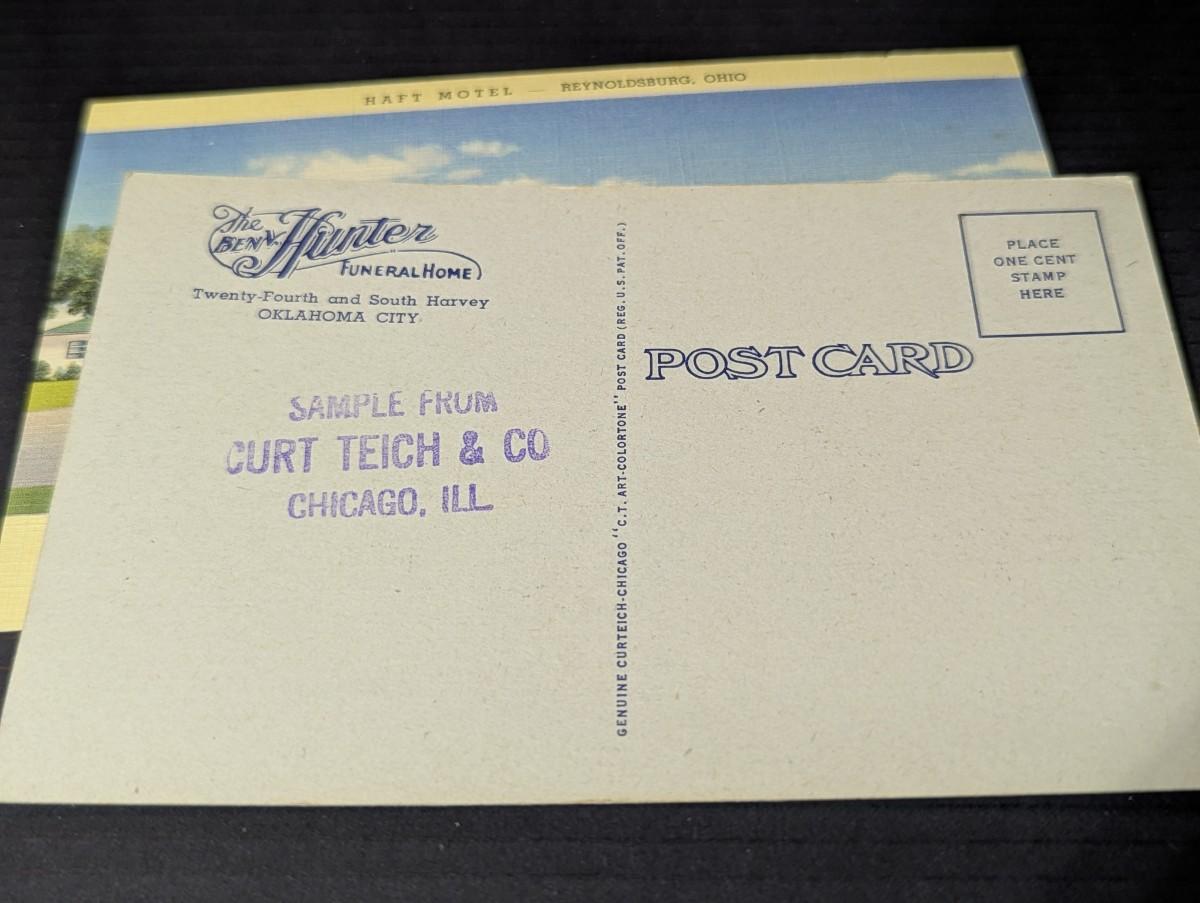 HAFT MOTEL — REYNOLDSBURG, OHIO
The
BEN V. Hunter
FUNERAL HOME
Twenty-Fourth and South Harvey
OKLAHOMA CITY
SAMPLE FROM
CURT TEICH & CO
CHICAGO, ILL.
GENUINE CURTEICH-CHICAGO "C.T. ART-COLORTONE" POST CARD (REG. U.S. PAT. OFF.)
POST CARD
PLACE
ONE CENT
STAMP
HERE